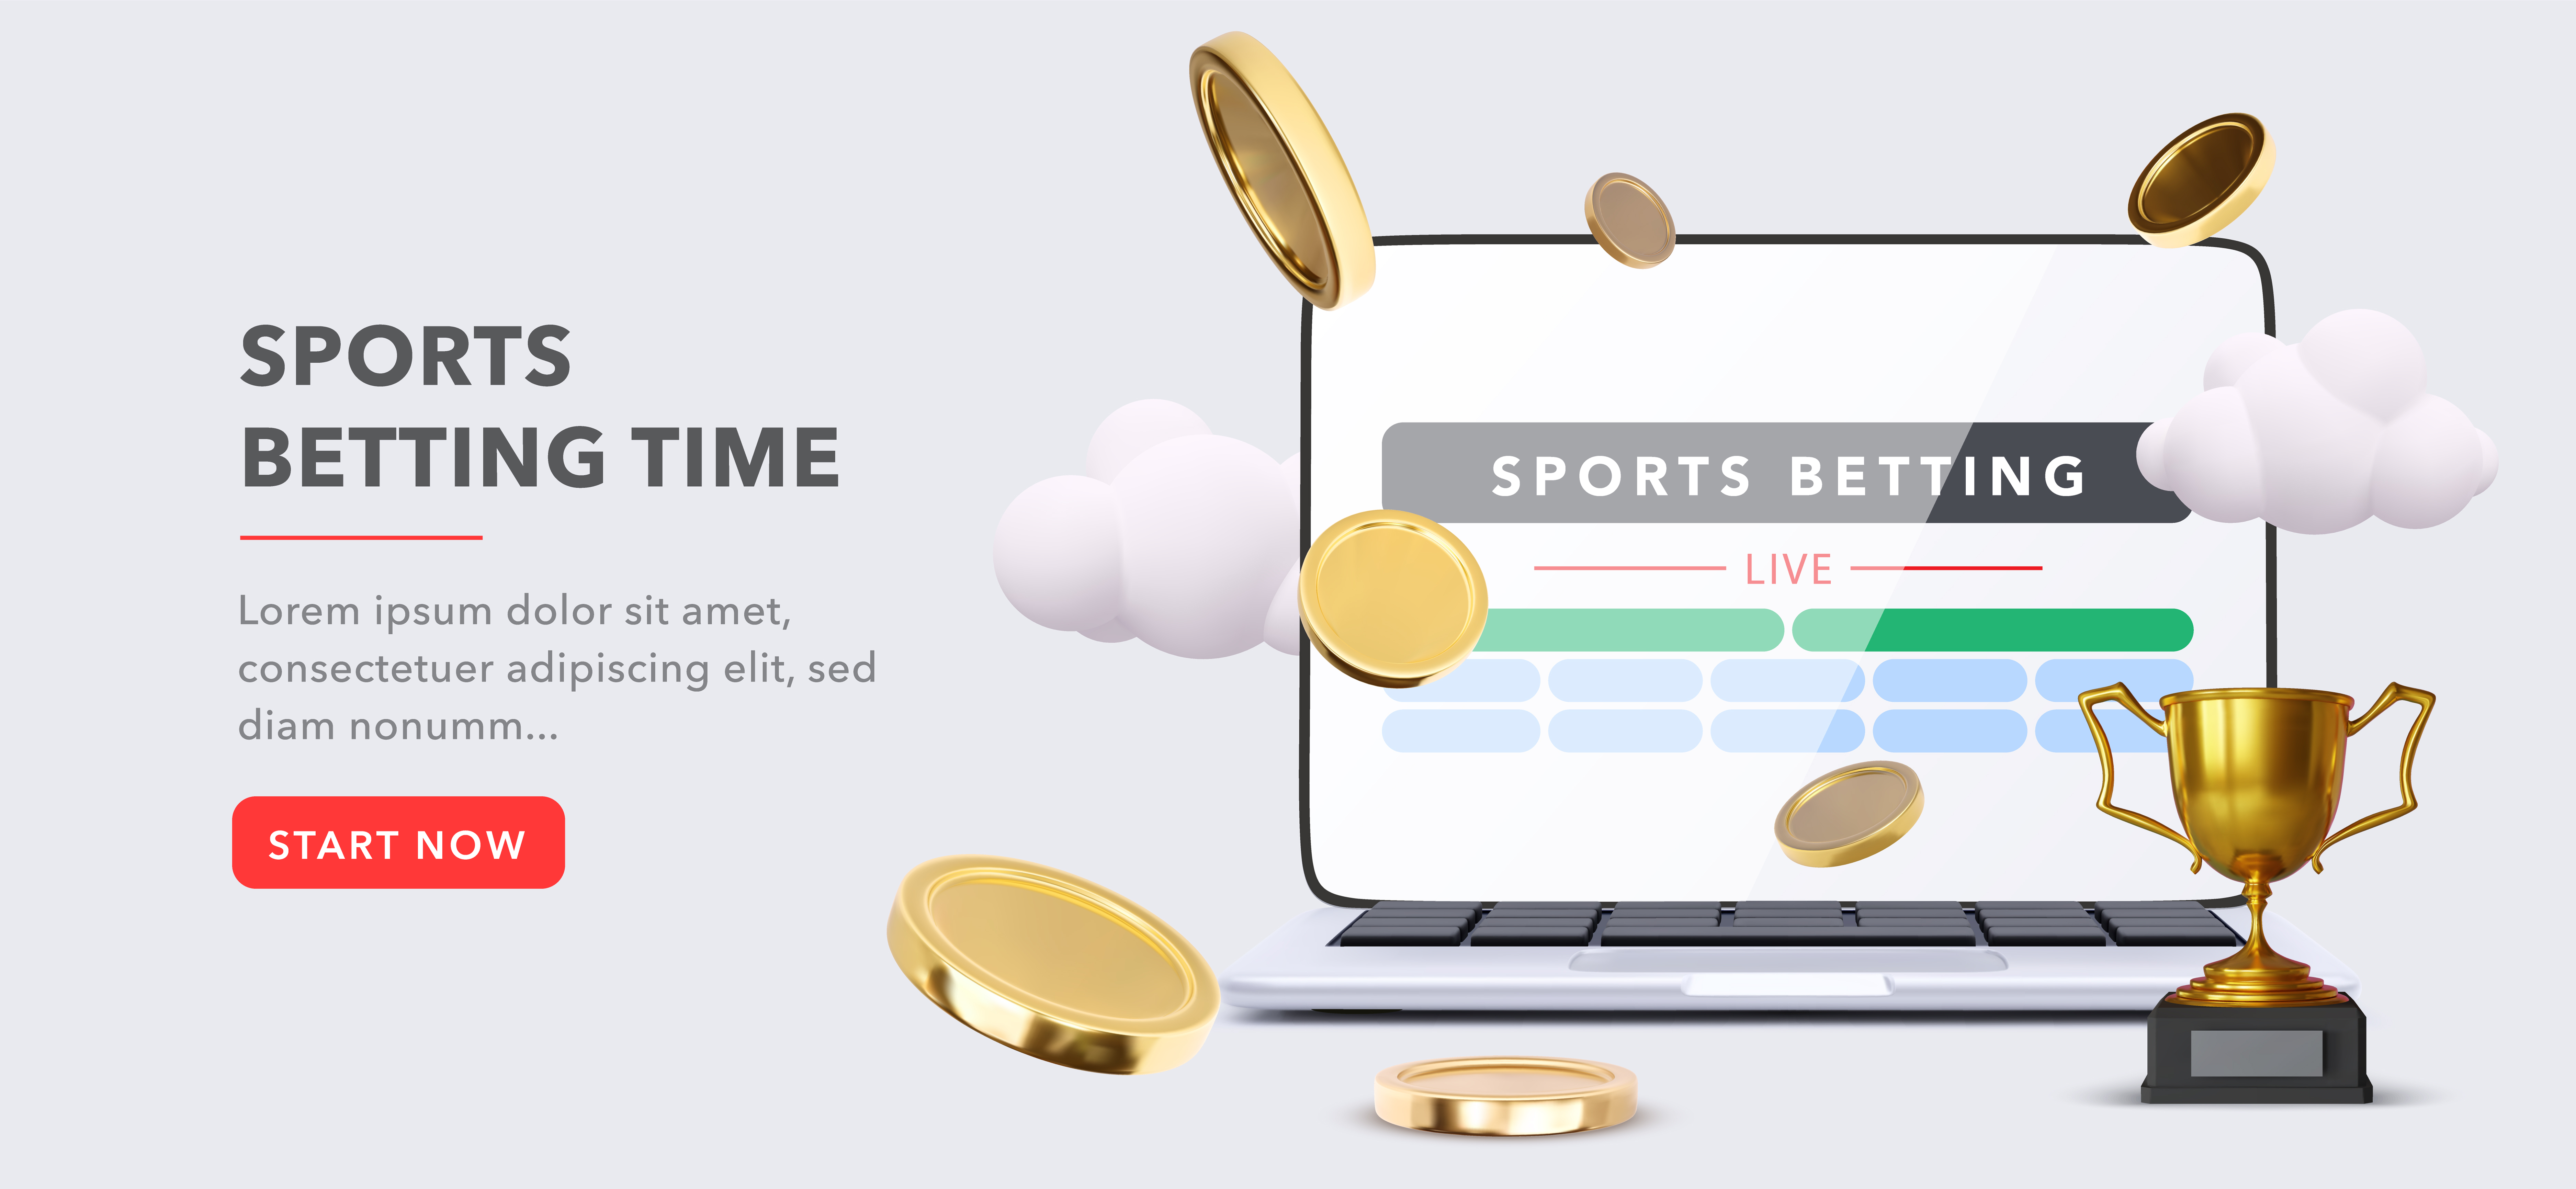 SPORTS
BETTING TIME
Lorem ipsum dolor sit amet,
consectetuer adipiscing elit, sed
diam nonumm...
START NOW
SPORTS BETTING
LIVE